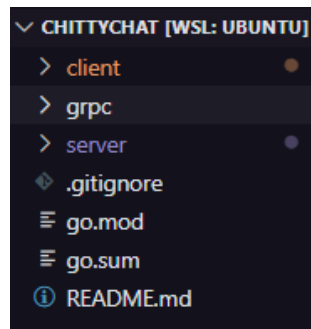 CHITTYCHAT [WSL: UBUNTU]
client
grpc
server
.gitignore
go.mod
go.sum
README.md